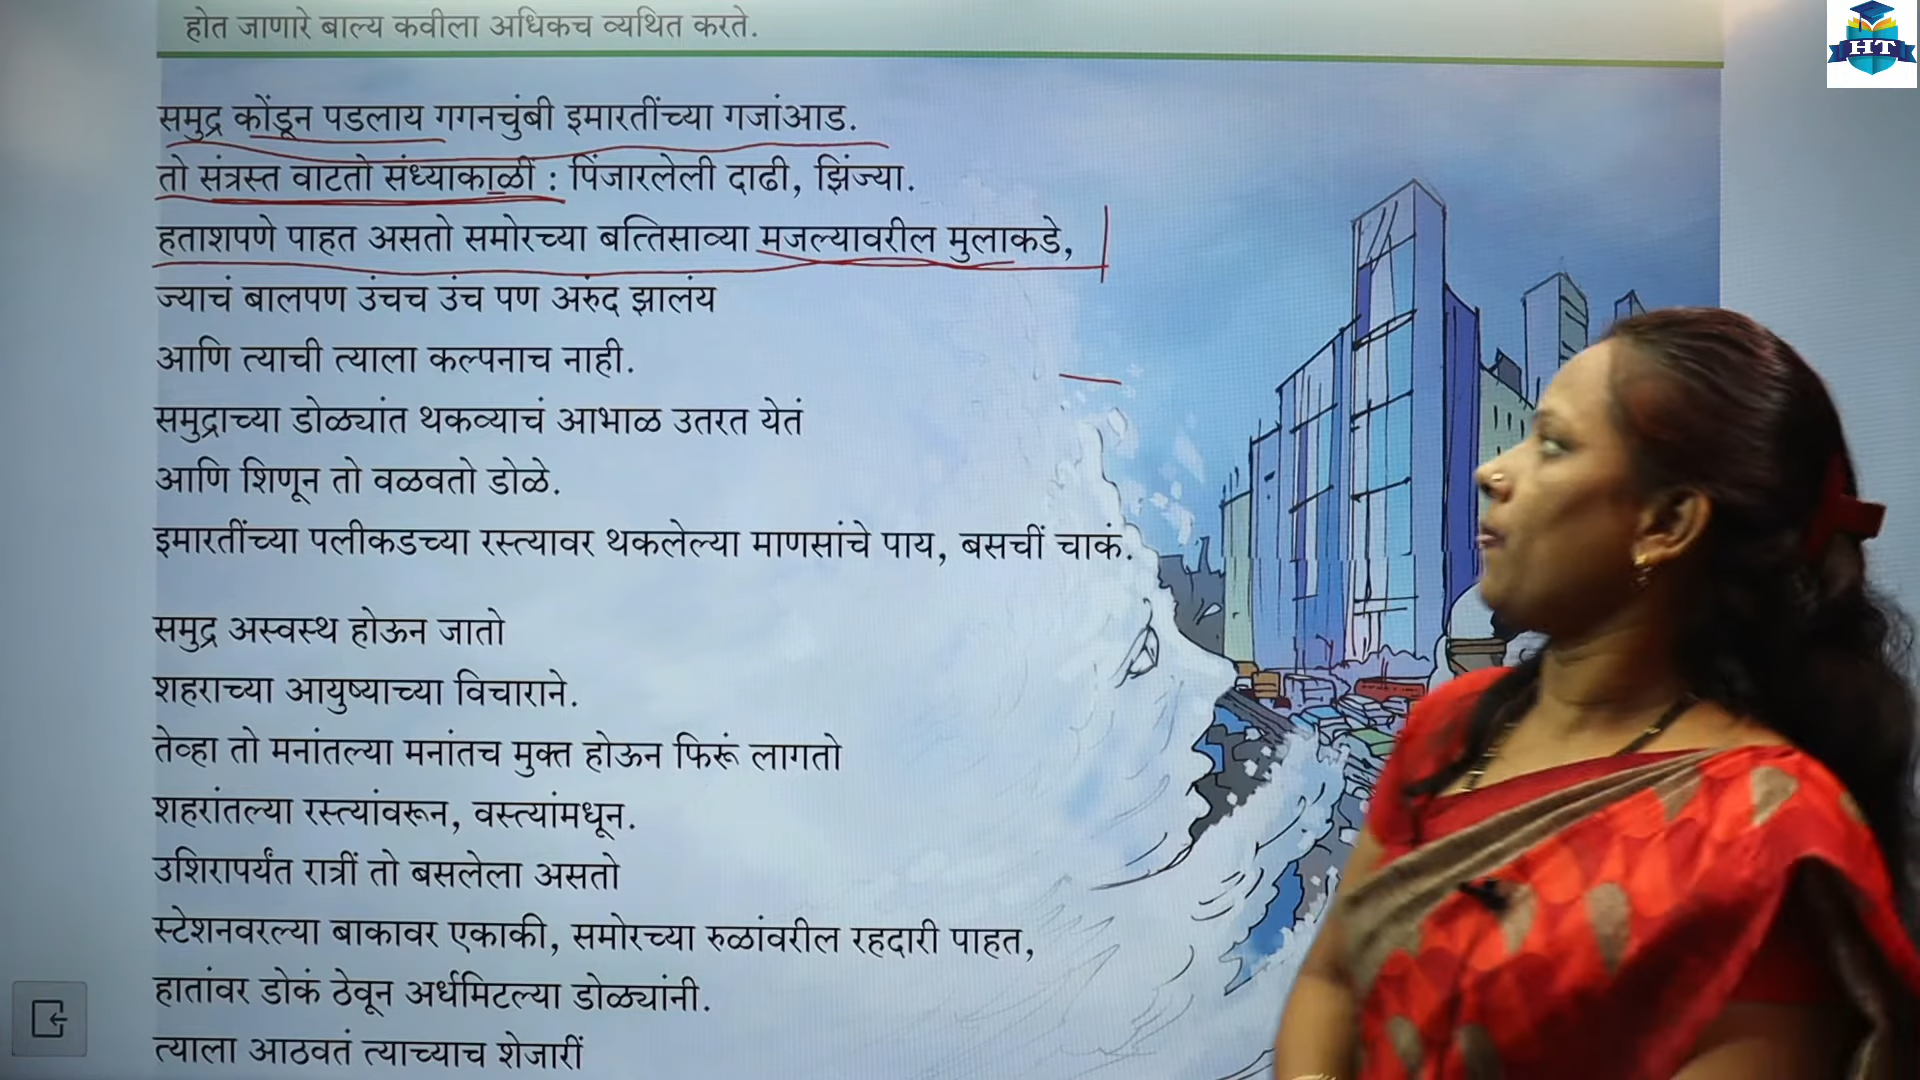 होत जाणारे बाल्य कवीला अधिकच व्यथित करते.
HT
समुद्र कोंडून पडलाय गगनचुंबी इमारतींच्या गजांआड.
तो संत्रस्त वाटतो संध्याकाळीं : पिंजारलेली दाढी, झिंज्या.
हताशपणे पाहत असतो समोरच्या बत्तिसाव्या मजल्यावरील मुलाकडे,
ज्याचं बालपण उंचच उंच पण अरुंद झालंय
आणि त्याची त्याला कल्पनाच नाही.
समुद्राच्या डोळ्यांत थकव्याचं आभाळ उतरत येतं
आणि शिणून तो वळवतो डोळे.
इमारतींच्या पलीकडच्या रस्त्यावर थकलेल्या माणसांचे पाय, बसचीं चाकं.
समुद्र अस्वस्थ होऊन जातो
शहराच्या आयुष्याच्या विचाराने.
तेव्हा तो मनांतल्या मनांतच मुक्त होऊन फिरूं लागतो
शहरांतल्या रस्त्यांवरून, वस्त्यांमधून.
उशिरापर्यंत रात्रीं तो बसलेला असतो
स्टेशनवरल्या बाकावर एकाकी, समोरच्या रुळांवरील रहदारी पाहत,
हातांवर डोकं ठेवून अर्धमिटल्या डोळ्यांनी.
त्याला आठवतं त्याच्याच शेजारीं